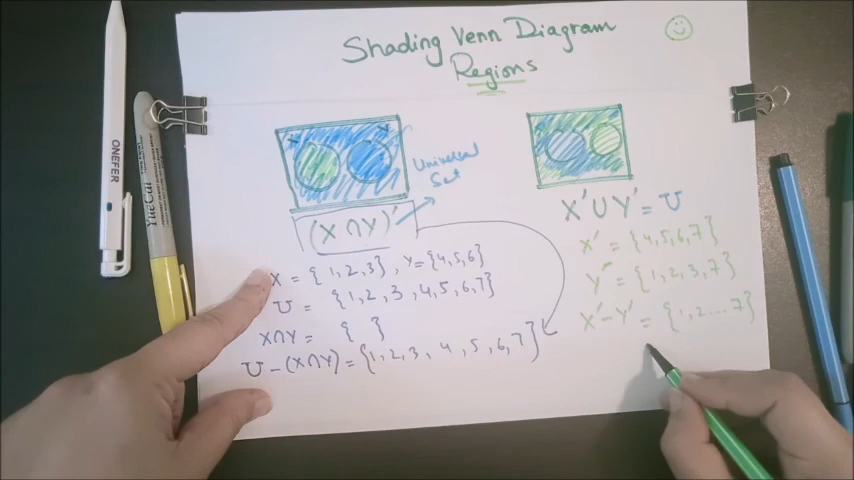 Shading Venn Diagram
Regions
x
y
Universal
Set
(X ∩ Y)'
X = {1, 2, 3}, Y = {4, 5, 6}
U = {1, 2, 3, 4, 5, 6, 7}
X∩Y = { }
U - (X∩Y) = {1, 2, 3, 4, 5, 6, 7}
X' ∪ Y' = U
X' = {4, 5, 6, 7}
Y' = {1, 2, 3, 7}
X' - Y' = {1, 2 .... 7}
ONEFER
YueCai